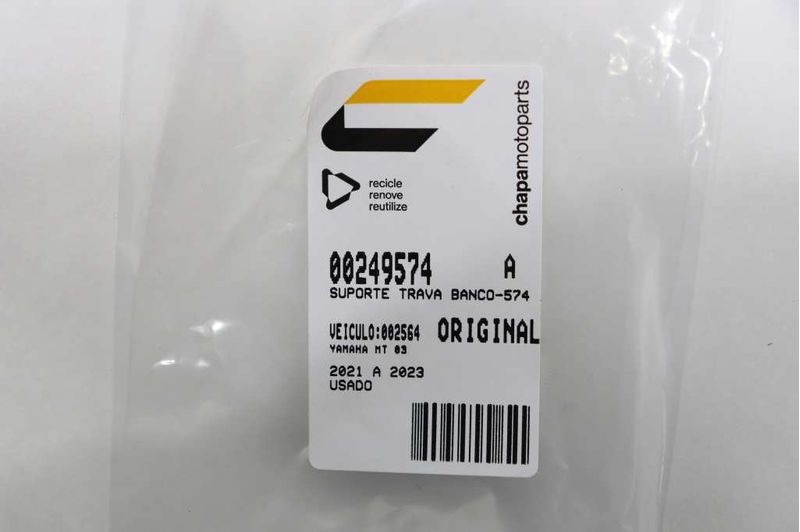 chapamotoparts
recicle
renove
reutilize
00249574 A
SUPORTE TRAVA BANCO-574
VEICULO:002564 ORIGINAL
YAMAHA MT 03
2021 A 2023
USADO